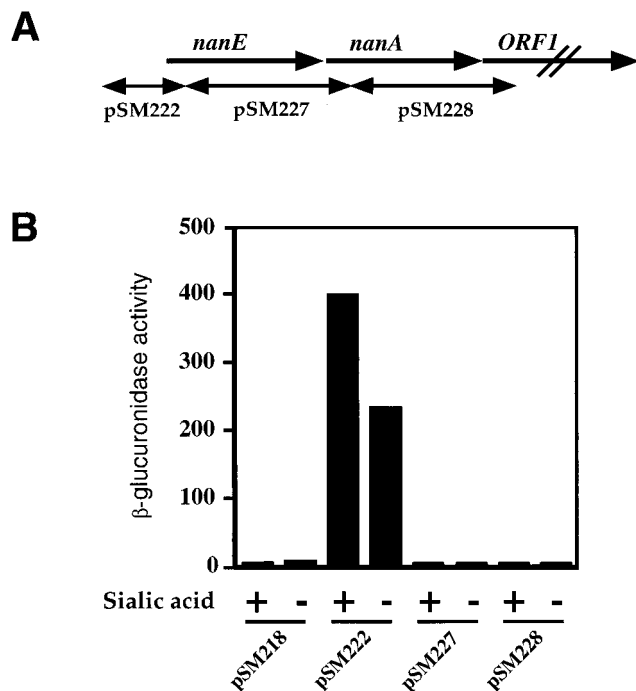 A
nanE nanA ORF1
pSM222 pSM227 pSM228
B
β-glucuronidase activity
500
400
300
200
100
0
Sialic acid + - + - + - + -
pSM218 pSM222 pSM227 pSM228